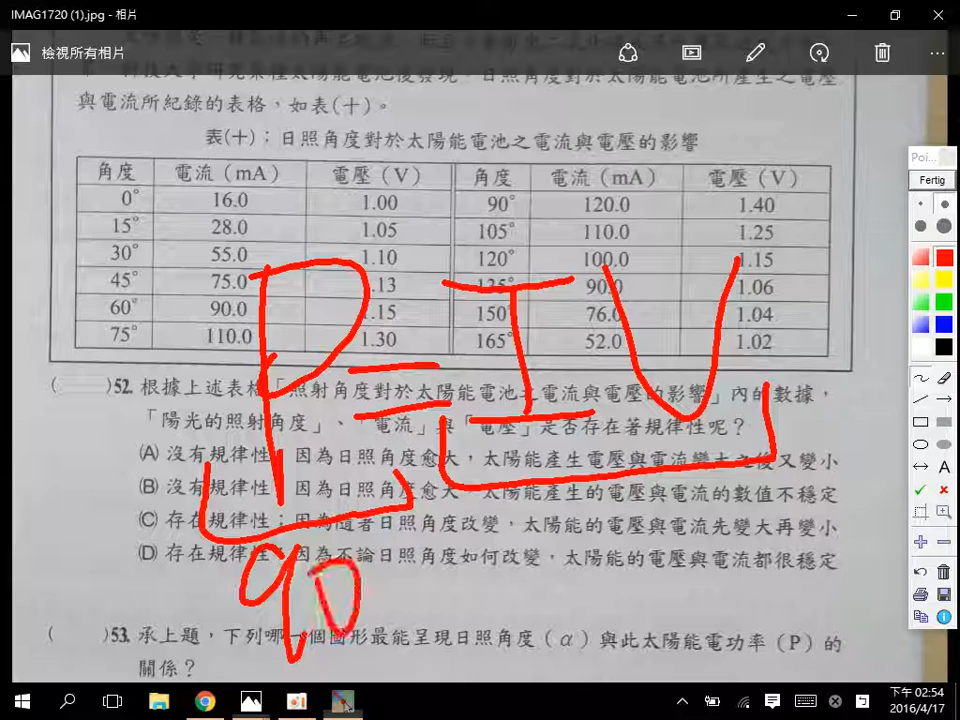 IMAG1720 (1).jpg - 相片
檢視所有相片
科技大學研究某種太陽能電池後發現，日照角度對於太陽能電池所產生之電壓
與電流所紀錄的表格，如表(十)。
表(十)：日照角度對於太陽能電池之電流與電壓的影響
角度 電流(mA) 電壓(V) 角度 電流(mA) 電壓(V)
0° 16.0 1.00 90° 120.0 1.40
15° 28.0 1.05 105° 110.0 1.25
30° 55.0 1.10 120° 100.0 1.15
45° 75.0 .13 135° 90.0 1.06
60° 90.0 .15 150° 76.0 1.04
75° 110.0 1.30 165° 52.0 1.02
P=IV
( )52. 根據上述表格「照射角度對於太陽能電池之電流與電壓的影響」內的數據，
「陽光的照射角度」、「電流」與「電壓」是否存在著規律性呢？
(A) 沒有規律性；因為日照角度愈大，太陽能產生電壓與電流變大之後又變小
(B) 沒有規律性；因為日照角度愈大，太陽能產生的電壓與電流的數值不穩定
(C) 存在規律性；因為隨著日照角度改變，太陽能的電壓與電流先變大再變小
(D) 存在規律性；因為不論日照角度如何改變，太陽能的電壓與電流都很穩定
90
( )53. 承上題，下列哪一個圖形最能呈現日照角度(α)與此太陽能電功率(P)的
關係？
Poi...
Fertig
A
下午 02:54
2016/4/17